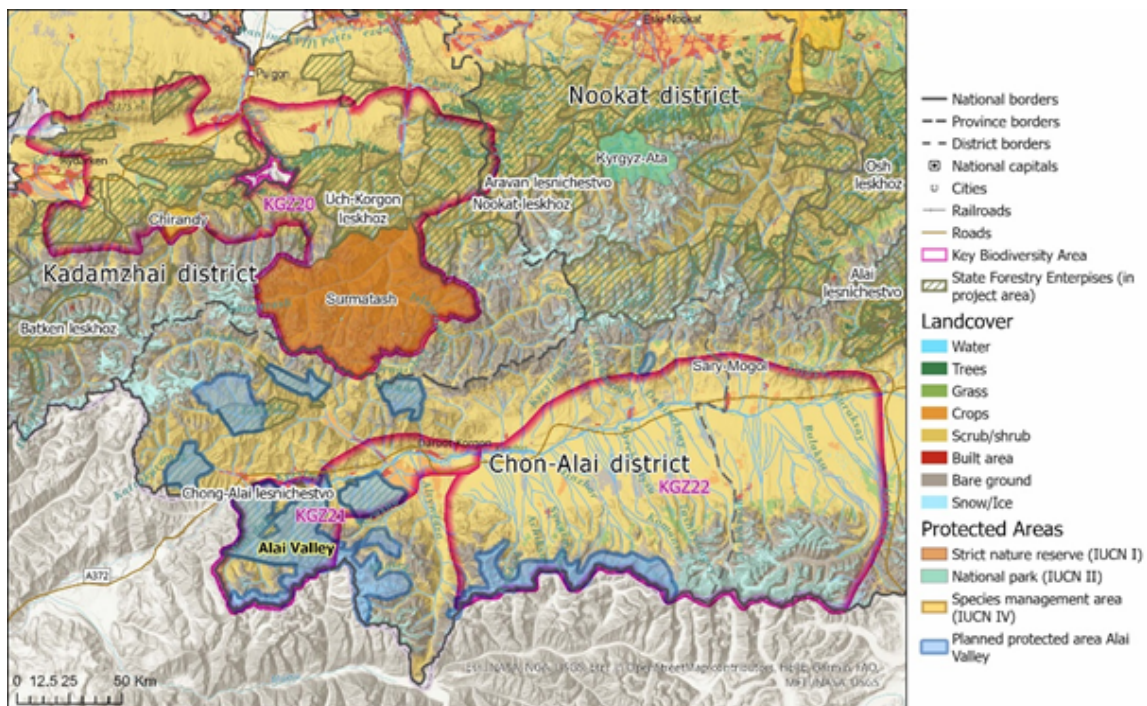 Eski-Nookat
Pulgon
Nookat district
Kyrgyz-Ata
Osh
leskhoz
Aydarken
Aravan lesnichestvo
Nookat leskhoz
KGZ20
Uch-Korgon
leskhoz
Chirandy
Kadamzhai district
Surmatash
Alai
lesnichestvo
Batken leskhoz
Sary-Mogol
Daroot-Korgon
Chon-Alai district
KGZ22
Chong-Alai lesnichestvo
KGZ21
Alai Valley
A372
0 12.5 25 50 Km
National borders
Province borders
District borders
National capitals
Cities
Railroads
Roads
Key Biodiversity Area
State Forestry Enterprises (in
project area)
Landcover
Water
Trees
Grass
Crops
Scrub/shrub
Built area
Bare ground
Snow/Ice
Protected Areas
Strict nature reserve (IUCN I)
National park (IUCN II)
Species management area
(IUCN IV)
Planned protected area Alai
Valley